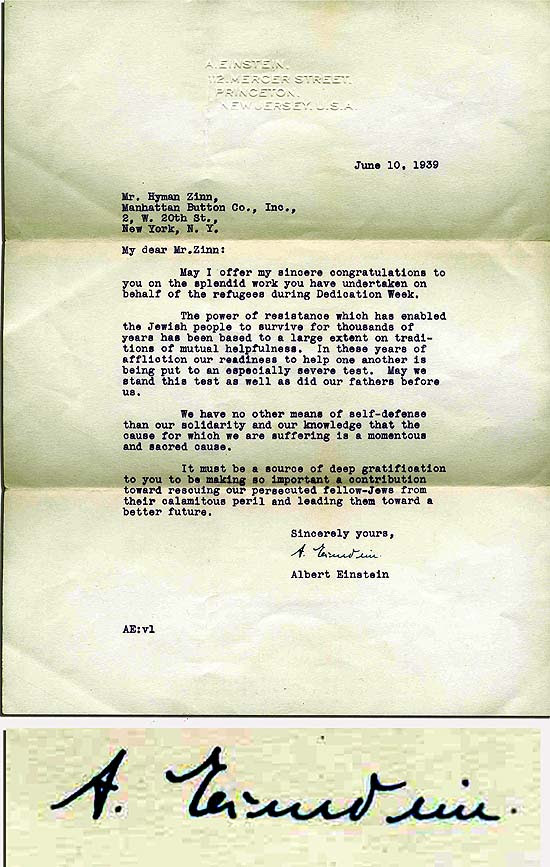 A. EINSTEIN.
112. MERCER STREET.
PRINCETON.
NEW JERSEY. U.S.A.
June 10, 1939
Mr. Hyman Zinn,
Manhattan Button Co., Inc.,
2, W. 20th St.,
New York, N. Y.
My dear Mr.Zinn:
May I offer my sincere congratulations to
you on the splendid work you have undertaken on
behalf of the refugees during Dedication Week.
The power of resistance which has enabled
the Jewish people to survive for thousands of
years has been based to a large extent on tradi-
tions of mutual helpfulness. In these years of
affliction our readiness to help one another is
being put to an especially severe test. May we
stand this test as well as did our fathers before
us.
We have no other means of self-defense
than our solidarity and our knowledge that the
cause for which we are suffering is a momentous
and sacred cause.
It must be a source of deep gratification
to you to be making so important a contribution
toward rescuing our persecuted fellow-Jews from
their calamitous peril and leading them toward a
better future.
Sincerely yours,
A. Einstein.
Albert Einstein
AE:vl
A. Einstein.